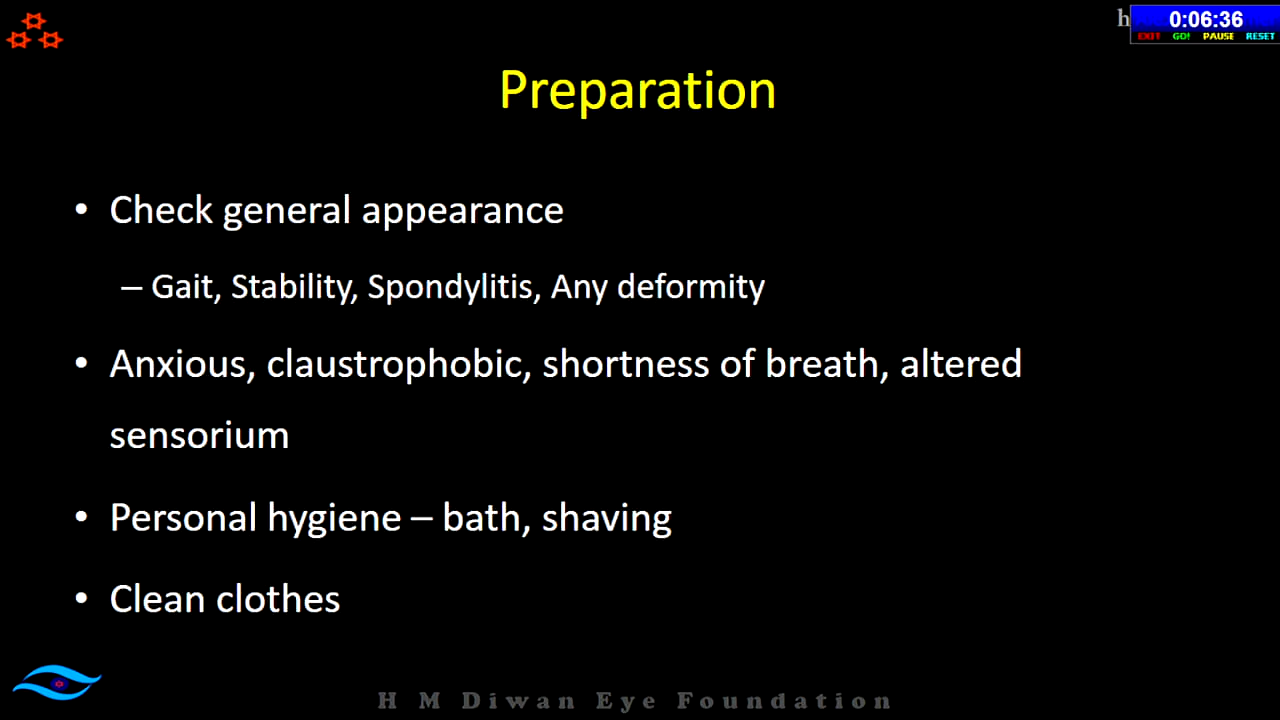 h
0:06:36
EXIT GO! PAUSE RESET
Preparation
• Check general appearance
– Gait, Stability, Spondylitis, Any deformity
• Anxious, claustrophobic, shortness of breath, altered
sensorium
• Personal hygiene – bath, shaving
• Clean clothes
H M Diwan Eye Foundation